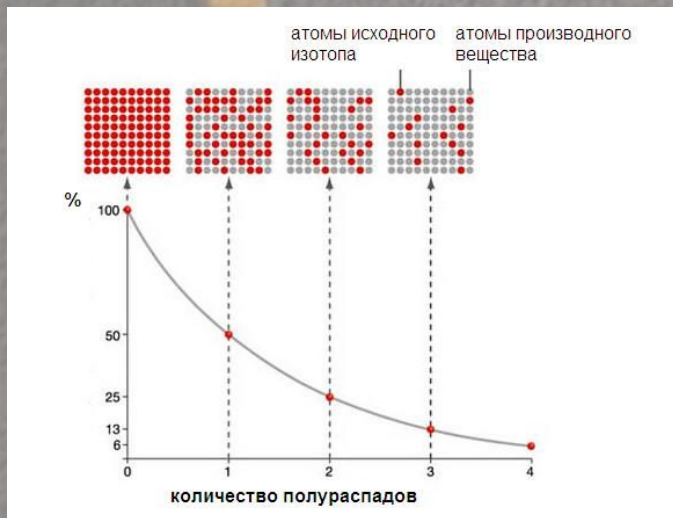 атомы исходного
изотопа
атомы производного
вещества
%
100
50
25
13
6
0 1 2 3 4
количество полураспадов